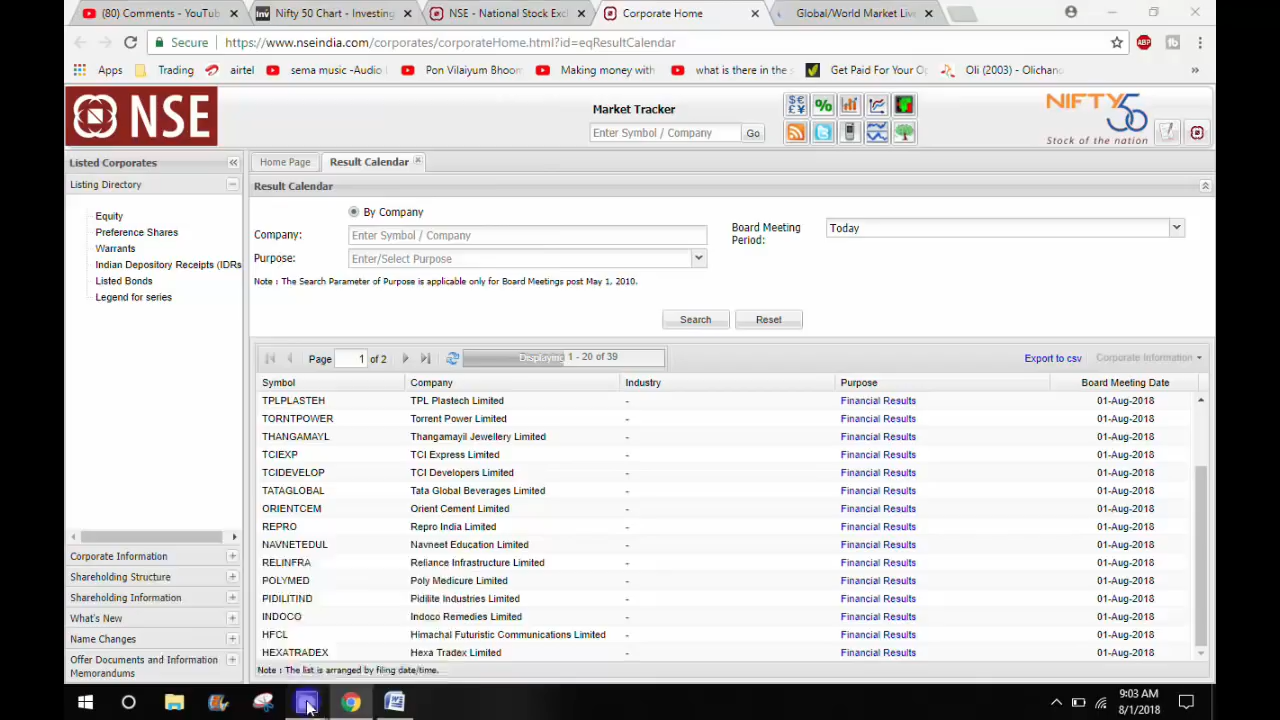 (80) Comments - YouTub
Nifty 50 Chart - Investing
NSE - National Stock Exc
Corporate Home
Global/World Market Live
Secure https://www.nseindia.com/corporates/corporateHome.html?id=eqResultCalendar
Apps Trading airtel sema music -Audio Pon Vilaiyum Bhoom Making money with what is there in the s Get Paid For Your Op Oli (2003) - Olichand
NSE
Market Tracker
Enter Symbol / Company Go
NIFTY 50
Stock of the nation
Listed Corporates
Listing Directory
Equity
Preference Shares
Warrants
Indian Depository Receipts (IDRs
Listed Bonds
Legend for series
Corporate Information
Shareholding Structure
Shareholding Information
What's New
Name Changes
Offer Documents and Information
Memorandums
Home Page Result Calendar
Result Calendar
By Company
Company: Enter Symbol / Company
Purpose: Enter/Select Purpose
Board Meeting
Period:
Today
Note : The Search Parameter of Purpose is applicable only for Board Meetings post May 1, 2010.
Search Reset
Page 1 of 2 Displaying 1 - 20 of 39 Export to csv Corporate Information
Symbol Company Industry Purpose Board Meeting Date
TPLPLASTEH TPL Plastech Limited - Financial Results 01-Aug-2018
TORNTPOWER Torrent Power Limited - Financial Results 01-Aug-2018
THANGAMAYL Thangamayil Jewellery Limited - Financial Results 01-Aug-2018
TCIEXP TCI Express Limited - Financial Results 01-Aug-2018
TCIDEVELOP TCI Developers Limited - Financial Results 01-Aug-2018
TATAGLOBAL Tata Global Beverages Limited - Financial Results 01-Aug-2018
ORIENTCEM Orient Cement Limited - Financial Results 01-Aug-2018
REPRO Repro India Limited - Financial Results 01-Aug-2018
NAVNETEDUL Navneet Education Limited - Financial Results 01-Aug-2018
RELINFRA Reliance Infrastructure Limited - Financial Results 01-Aug-2018
POLYMED Poly Medicure Limited - Financial Results 01-Aug-2018
PIDILITIND Pidilite Industries Limited - Financial Results 01-Aug-2018
INDOCO Indoco Remedies Limited - Financial Results 01-Aug-2018
HFCL Himachal Futuristic Communications Limited - Financial Results 01-Aug-2018
HEXATRADEX Hexa Tradex Limited - Financial Results 01-Aug-2018
Note : The list is arranged by filing date/time.
9:03 AM
8/1/2018